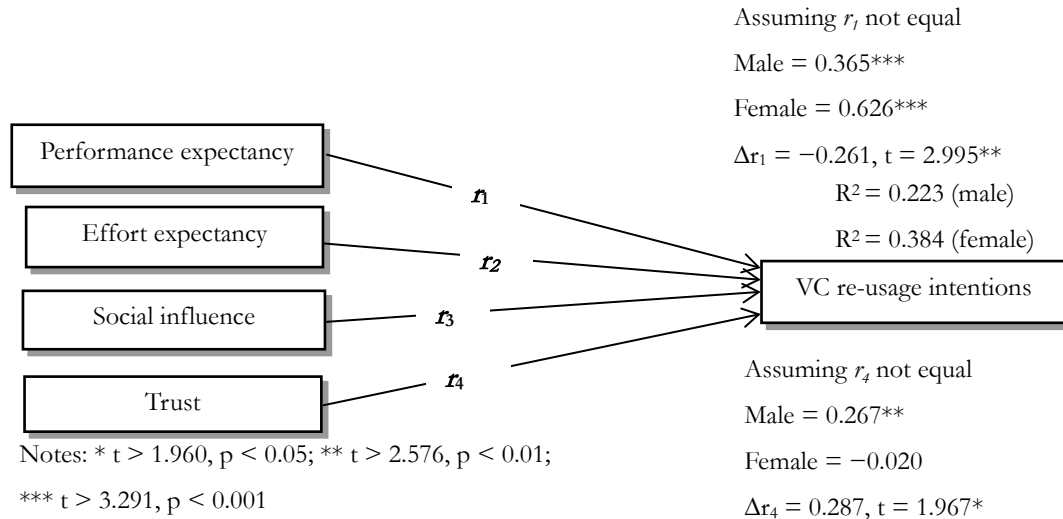 Assuming r₁ not equal
Male = 0.365***
Female = 0.626***
Δr₁ = −0.261, t = 2.995**
R² = 0.223 (male)
R² = 0.384 (female)
Performance expectancy
r₁
Effort expectancy
r₂
VC re-usage intentions
Social influence
r₃
Trust
r₄
Assuming r₄ not equal
Male = 0.267**
Female = −0.020
Δr₄ = 0.287, t = 1.967*
Notes: * t > 1.960, p < 0.05; ** t > 2.576, p < 0.01;
*** t > 3.291, p < 0.001